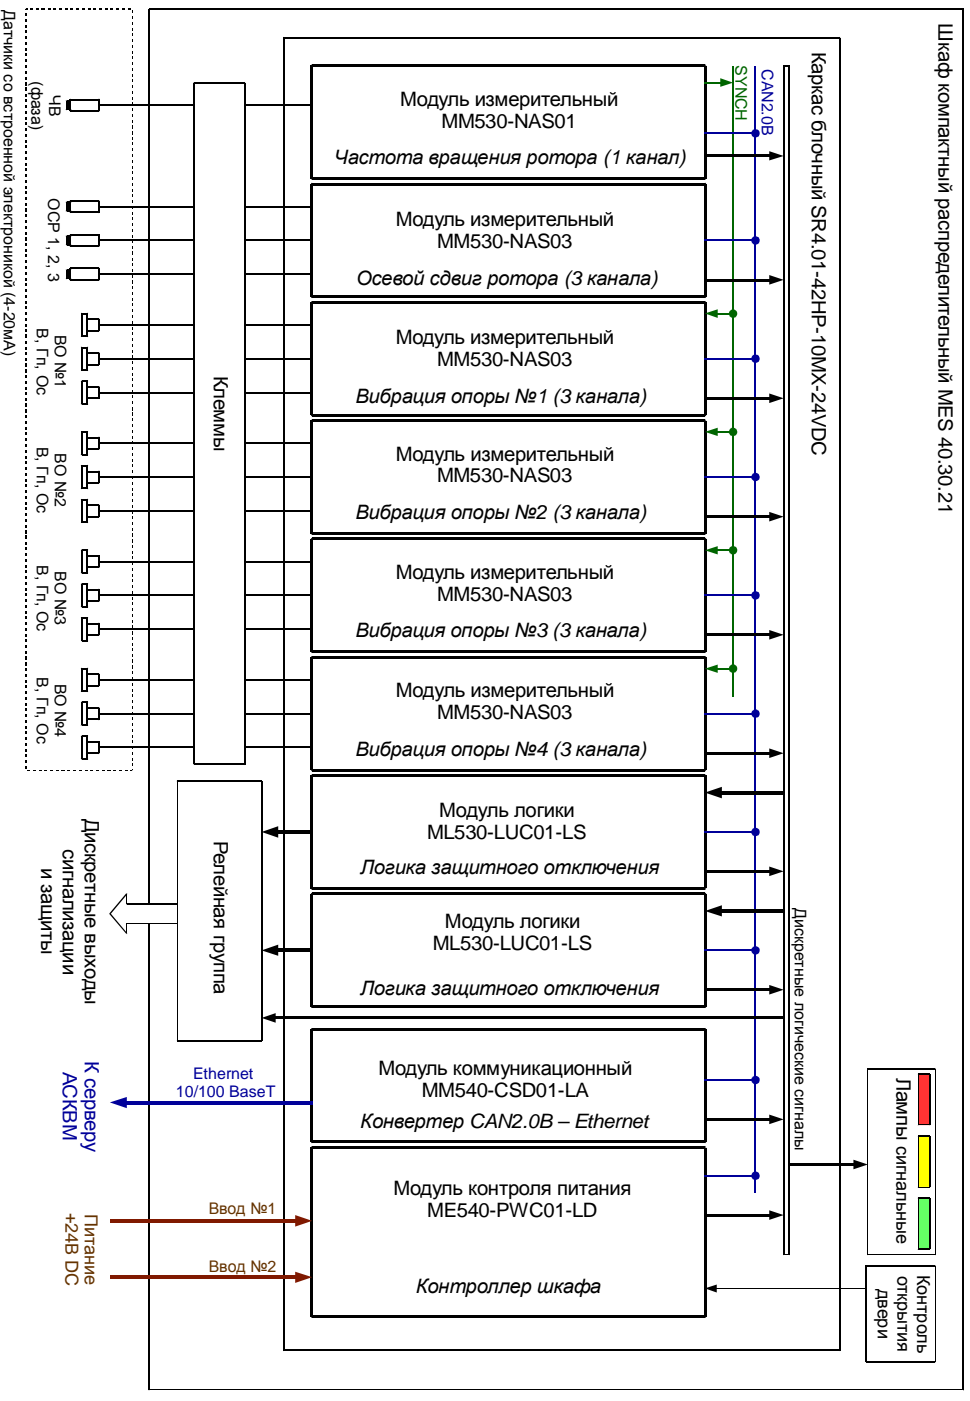 Шкаф компактный распределительный MES 40.30.21
Каркас блочный SR4.01-42HP-10MX-24VDC
CAN2.0B
SYNCH
Модуль измерительный
MM530-NAS01
Частота вращения ротора (1 канал)
Модуль измерительный
MM530-NAS03
Осевой сдвиг ротора (3 канала)
Модуль измерительный
MM530-NAS03
Вибрация опоры №1 (3 канала)
Модуль измерительный
MM530-NAS03
Вибрация опоры №2 (3 канала)
Модуль измерительный
MM530-NAS03
Вибрация опоры №3 (3 канала)
Модуль измерительный
MM530-NAS03
Вибрация опоры №4 (3 канала)
Модуль логики
ML530-LUC01-LS
Логика защитного отключения
Модуль логики
ML530-LUC01-LS
Логика защитного отключения
Модуль коммуникационный
MM540-CSD01-LA
Конвертер CAN2.0B – Ethernet
Модуль контроля питания
ME540-PWC01-LD
Контроллер шкафа
Датчики со встроенной электроникой (4-20мА)
ЧВ
(фаза)
ОСР 1, 2, 3
ВО №1
В, Гп, Ос
ВО №2
В, Гп, Ос
ВО №3
В, Гп, Ос
ВО №4
В, Гп, Ос
Клеммы
Релейная группа
Дискретные выходы
сигнализации
и защиты
Ethernet
10/100 BaseT
К серверу
АСКВМ
Ввод №1
Ввод №2
Питание
+24В DC
Дискретные логические сигналы
Лампы сигнальные
Контроль
открытия
двери